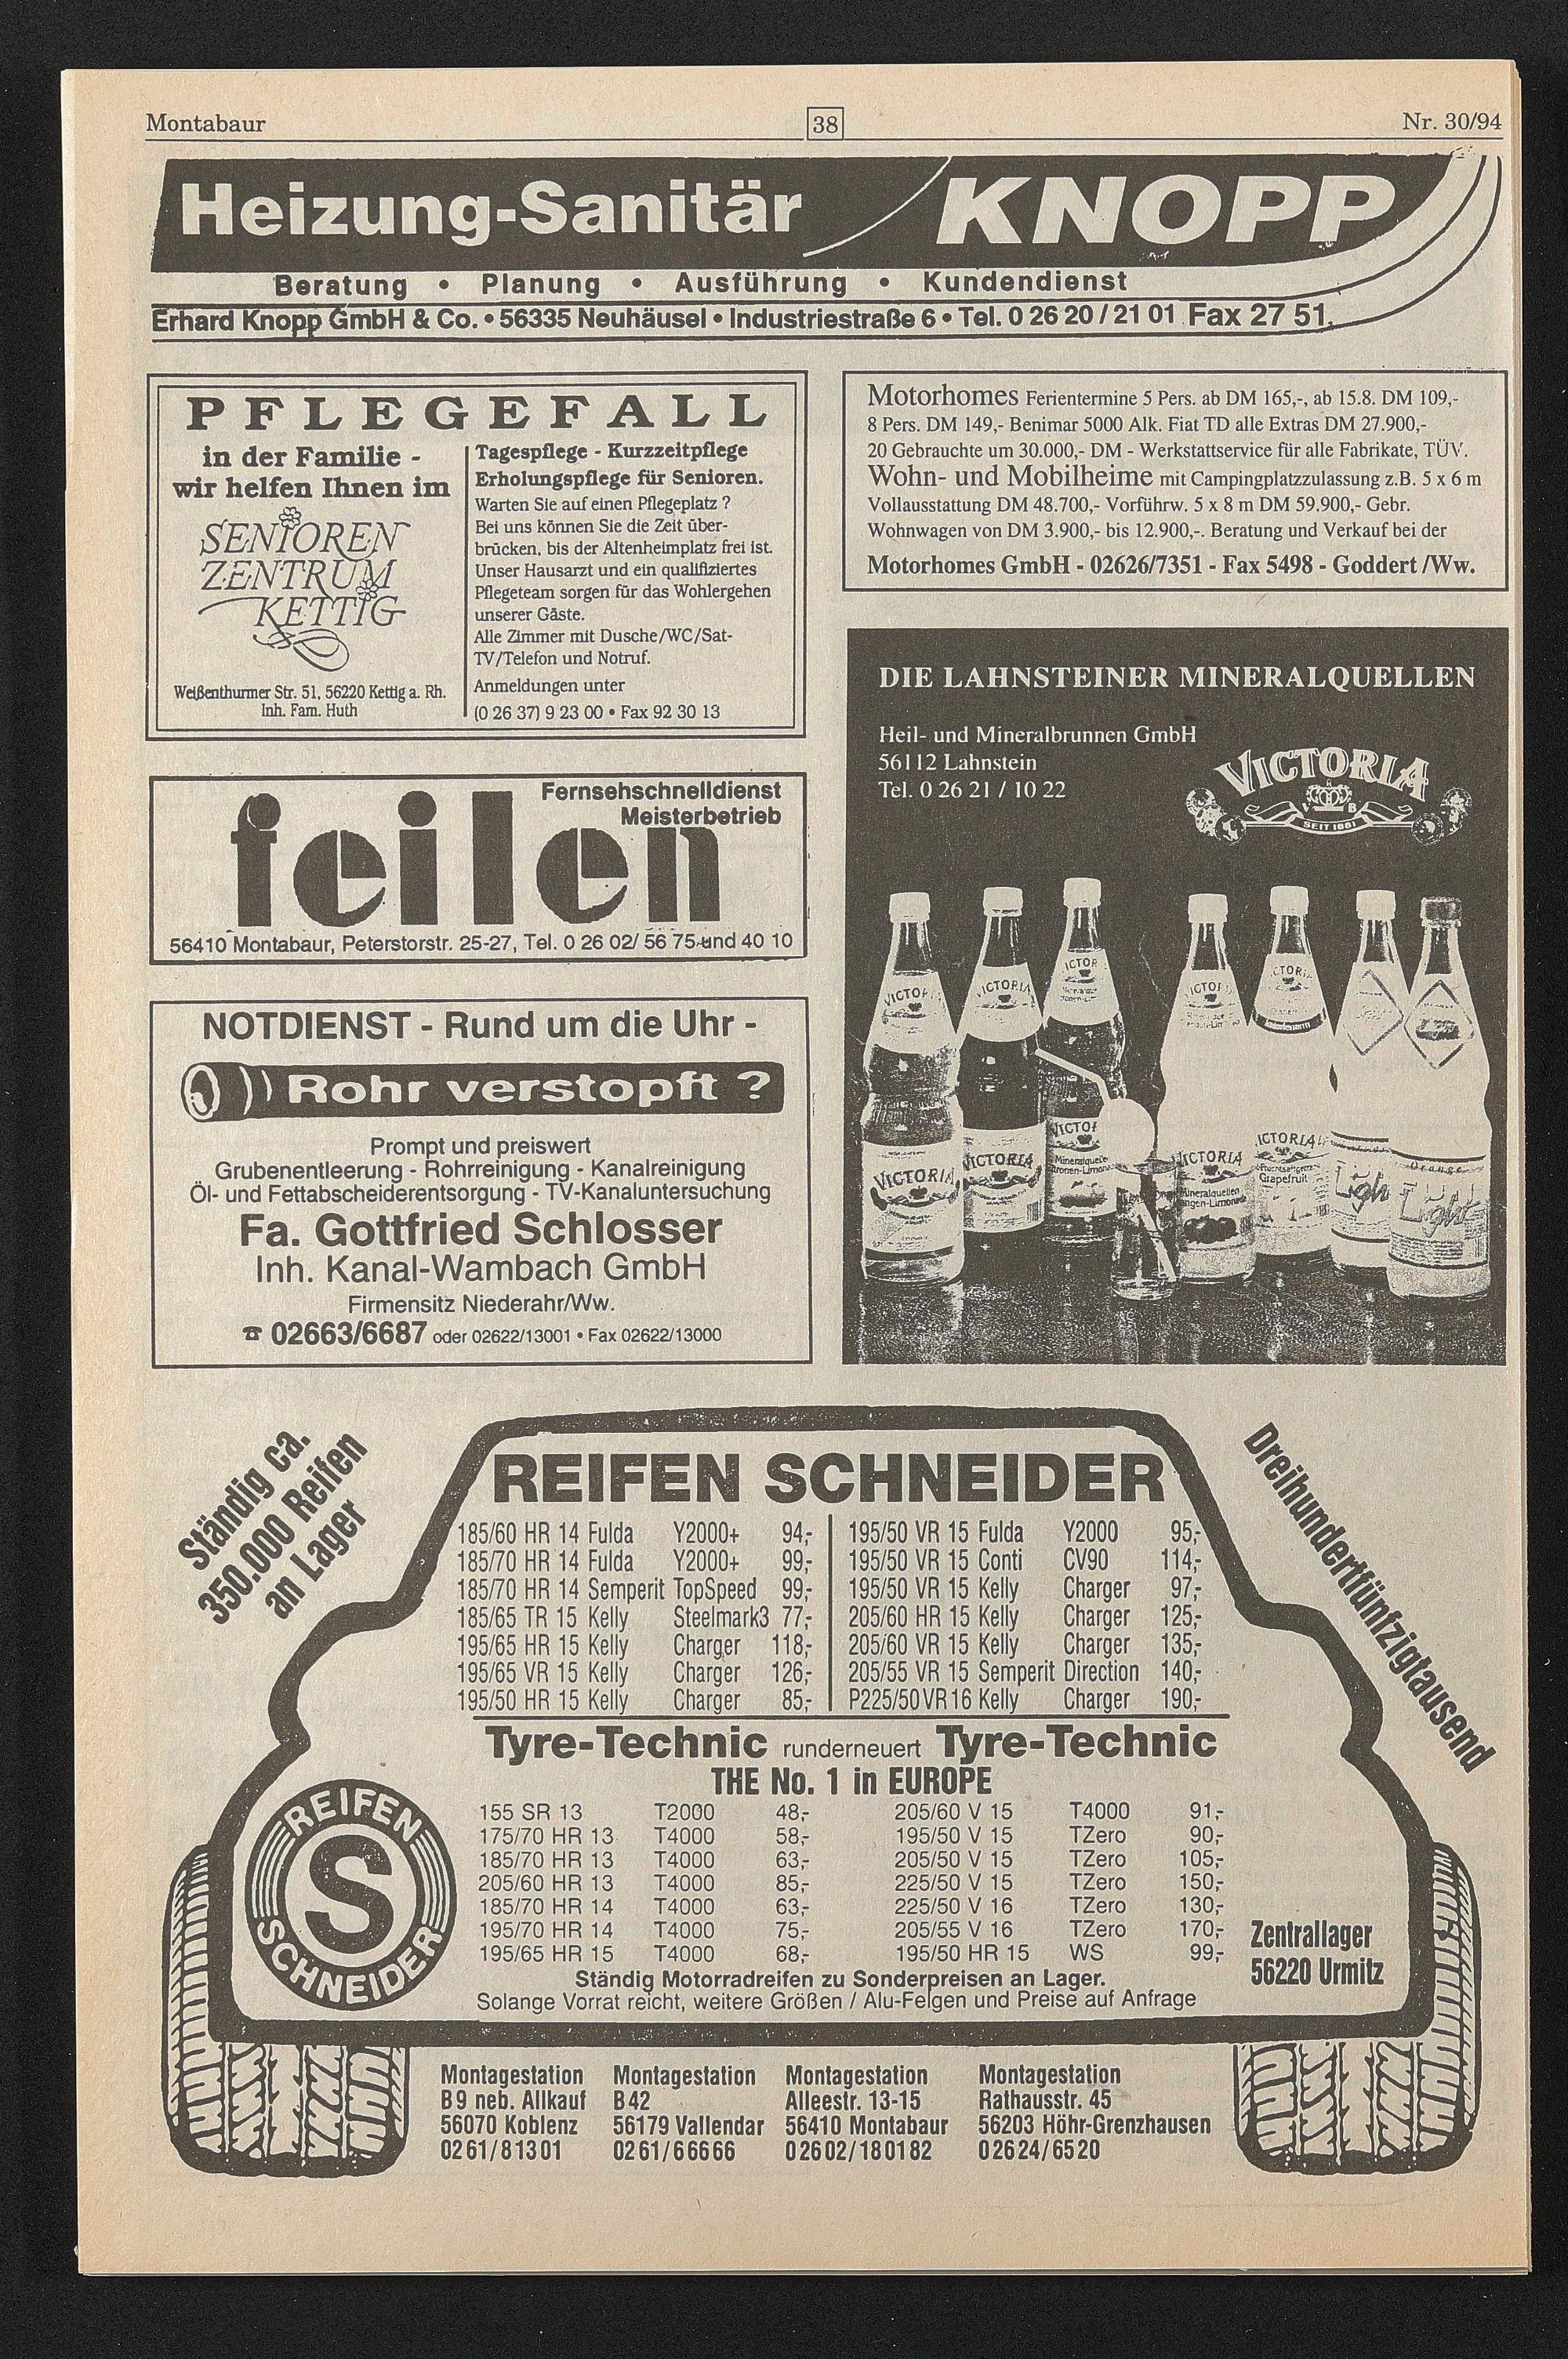 Montabaur
38
Nr. 30/94
Heizung-Sanitär KNOPP
Beratung • Planung • Ausführung • Kundendienst
Erhard Knopp GmbH & Co. • 56335 Neuhäusel • Industriestraße 6 • Tel. 0 26 20 / 21 01 Fax 27 51
PFLEGEFALL
in der Familie -
wir helfen Ihnen im
SENIOREN
ZENTRUM
KETTIG
Weißenthurmer Str. 51, 56220 Kettig a. Rh.
Inh. Fam. Huth
Tagespflege - Kurzzeitpflege
Erholungspflege für Senioren.
Warten Sie auf einen Pflegeplatz ?
Bei uns können Sie die Zeit über-
brücken, bis der Altenheimplatz frei ist.
Unser Hausarzt und ein qualifiziertes
Pflegeteam sorgen für das Wohlergehen
unserer Gäste.
Alle Zimmer mit Dusche/WC/Sat-
TV/Telefon und Notruf.
Anmeldungen unter
(0 26 37) 9 23 00 • Fax 92 30 13
Motorhomes Ferientermine 5 Pers. ab DM 165,-, ab 15.8. DM 109,-
8 Pers. DM 149,- Benimar 5000 Alk. Fiat TD alle Extras DM 27.900,-
20 Gebrauchte um 30.000,- DM - Werkstattservice für alle Fabrikate, TÜV.
Wohn- und Mobilheime mit Campingplatzzulassung z.B. 5 x 6 m
Vollausstattung DM 48.700,- Vorführw. 5 x 8 m DM 59.900,- Gebr.
Wohnwagen von DM 3.900,- bis 12.900,-. Beratung und Verkauf bei der
Motorhomes GmbH - 02626/7351 - Fax 5498 - Goddert /Ww.
Fernsehschnelldienst
Meisterbetrieb
feilen
56410 Montabaur, Peterstorstr. 25-27, Tel. 0 26 02/ 56 75 und 40 10
DIE LAHNSTEINER MINERALQUELLEN
Heil- und Mineralbrunnen GmbH
56112 Lahnstein
Tel. 0 26 21 / 10 22
VICTORIA
V B
SEIT 1881
VICTORIA
VICTORIA
VICTORIA
ICTORIA
Grapefruit
Light
Orange
Light
NOTDIENST - Rund um die Uhr -
Rohr verstopft ?
Prompt und preiswert
Grubenentleerung - Rohrreinigung - Kanalreinigung
Öl- und Fettabscheiderentsorgung - TV-Kanaluntersuchung
Fa. Gottfried Schlosser
Inh. Kanal-Wambach GmbH
Firmensitz Niederahr/Ww.
☎ 02663/6687 oder 02622/13001 • Fax 02622/13000
Ständig ca.
350.000 Reifen
an Lager
Dreihundertfünfzigtausend
REIFEN SCHNEIDER
185/60 HR 14 Fulda Y2000+ 94,-
185/70 HR 14 Fulda Y2000+ 99,-
185/70 HR 14 Semperit TopSpeed 99,-
185/65 TR 15 Kelly Steelmark3 77,-
195/65 HR 15 Kelly Charger 118,-
195/65 VR 15 Kelly Charger 126,-
195/50 HR 15 Kelly Charger 85,-
195/50 VR 15 Fulda Y2000 95,-
195/50 VR 15 Conti CV90 114,-
195/50 VR 15 Kelly Charger 97,-
205/60 HR 15 Kelly Charger 125,-
205/60 VR 15 Kelly Charger 135,-
205/55 VR 15 Semperit Direction 140,-
P225/50 VR 16 Kelly Charger 190,-
Tyre-Technic runderneuert Tyre-Technic
THE No. 1 in EUROPE
155 SR 13 T2000 48,-
175/70 HR 13 T4000 58,-
185/70 HR 13 T4000 63,-
205/60 HR 13 T4000 85,-
185/70 HR 14 T4000 63,-
195/70 HR 14 T4000 75,-
195/65 HR 15 T4000 68,-
205/60 V 15 T4000 91,-
195/50 V 15 TZero 90,-
205/50 V 15 TZero 105,-
225/50 V 15 TZero 150,-
225/50 V 16 TZero 130,-
205/55 V 16 TZero 170,-
195/50 HR 15 WS 99,-
Ständig Motorradreifen zu Sonderpreisen an Lager.
Solange Vorrat reicht, weitere Größen / Alu-Felgen und Preise auf Anfrage
REIFEN
S
SCHNEIDER
Zentrallager
56220 Urmitz
Montagestation
B 9 neb. Allkauf
56070 Koblenz
0261/81301
Montagestation
B 42
56179 Vallendar
0261/66666
Montagestation
Alleestr. 13-15
56410 Montabaur
02602/180182
Montagestation
Rathausstr. 45
56203 Höhr-Grenzhausen
02624/6520